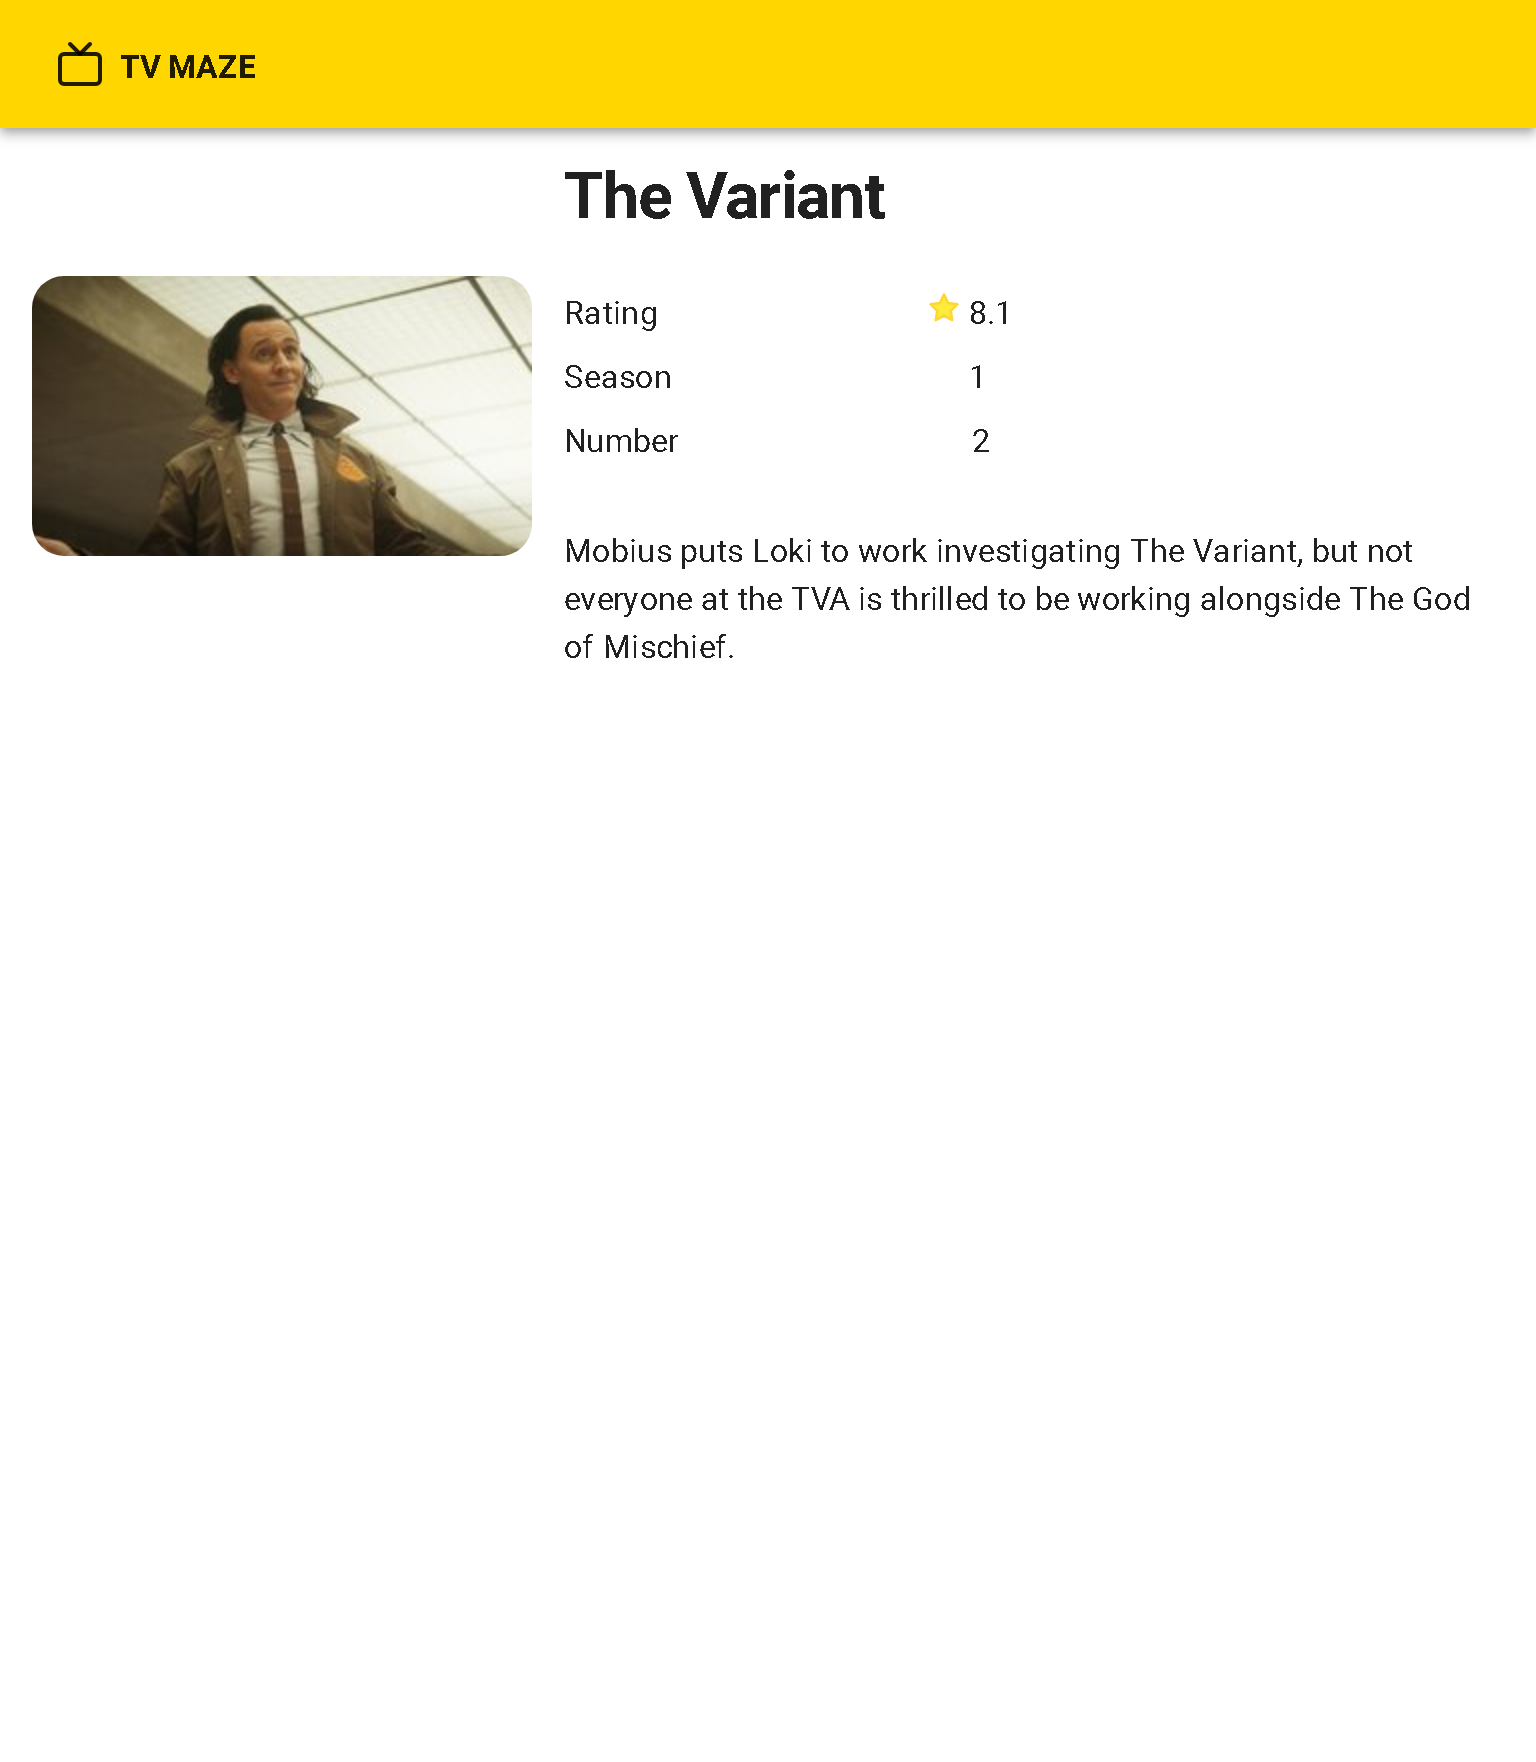 TV MAZE
The Variant
Rating 8.1
Season 1
Number 2
Mobius puts Loki to work investigating The Variant, but not
everyone at the TVA is thrilled to be working alongside The God
of Mischief.